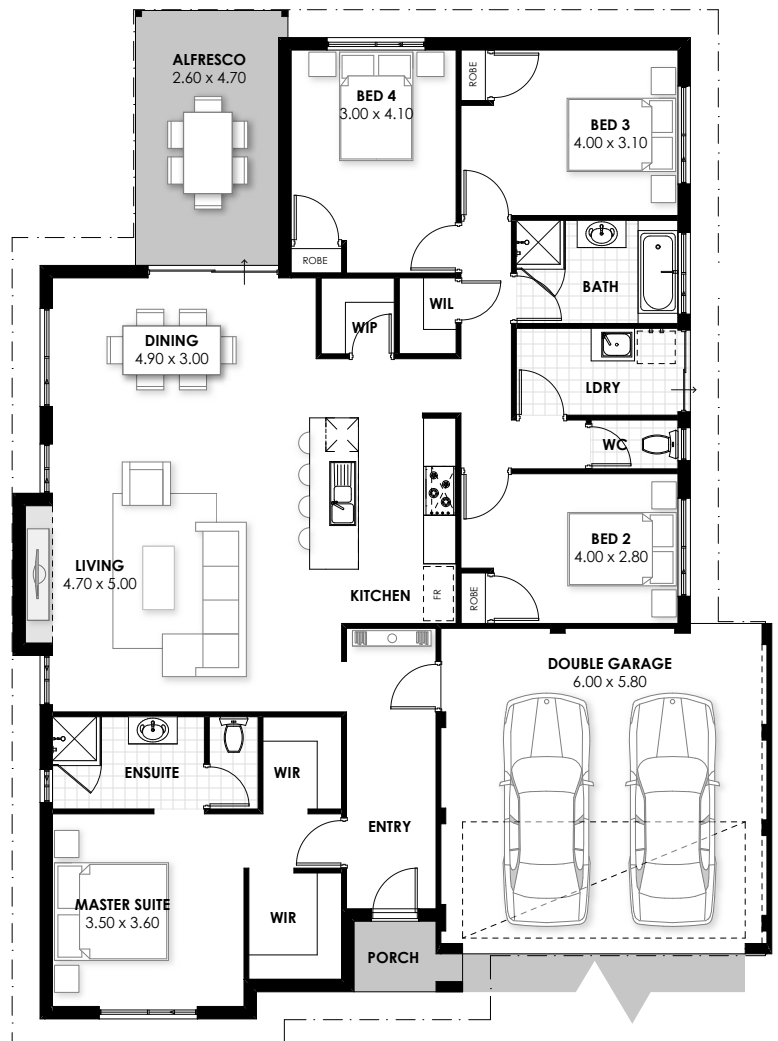 ALFRESCO
2.60 x 4.70
BED 4
3.00 x 4.10
ROBE
BED 3
4.00 x 3.10
ROBE
BATH
WIL
WIP
DINING
4.90 x 3.00
LDRY
WC
BED 2
4.00 x 2.80
LIVING
4.70 x 5.00
KITCHEN
FR
ROBE
DOUBLE GARAGE
6.00 x 5.80
ENSUITE
WIR
ENTRY
MASTER SUITE
3.50 x 3.60
WIR
PORCH